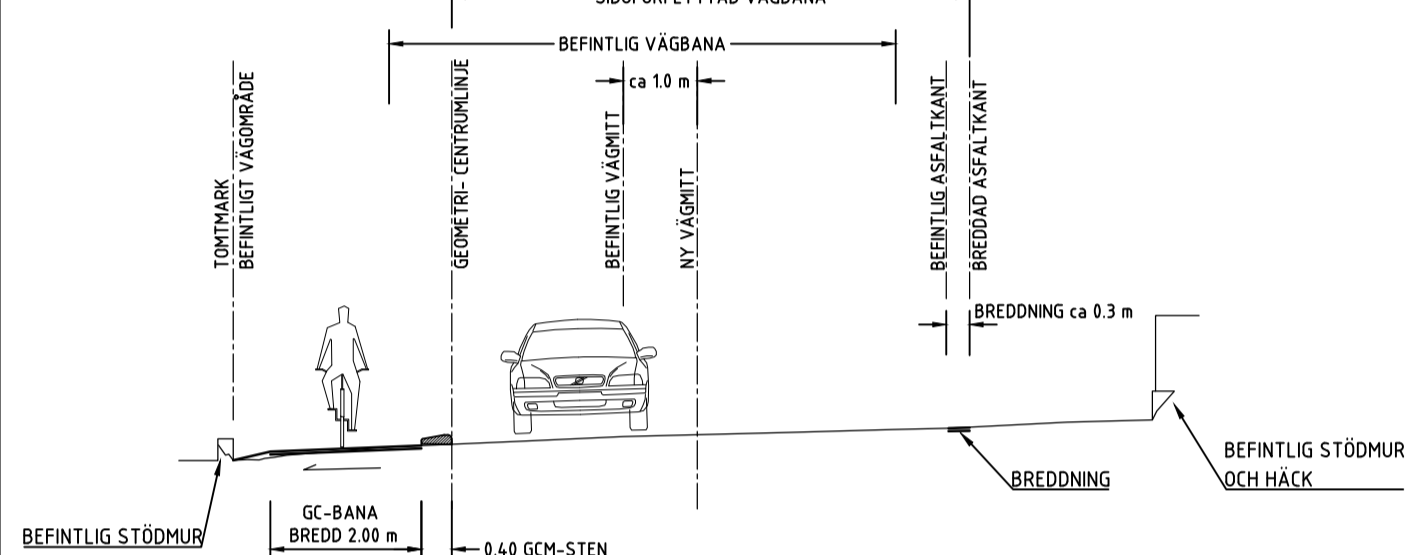 VÄGBANA
BEFINTLIG VÄGBANA
ca 1.0 m
TOMTMARK
BEFINTLIGT VÄGOMRÅDE
GEOMETRI- CENTRUMLINJE
BEFINTLIG VÄGMITT
NY VÄGMITT
BEFINTLIG ASFALTKANT
BREDDAD ASFALTKANT
BREDDNING ca 0.3 m
BEFINTLIG STÖDMUR
OCH HÄCK
BREDDNING
GC-BANA
BREDD 2.00 m
BEFINTLIG STÖDMUR
0.40 GCM-STEN